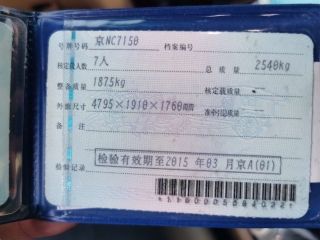 号牌号码 京NC7150 档案编号
核定载人数 7人 总质量 2540kg
整备质量 1875kg 核定载质量 --
外廓尺寸 4795×1910×1760mm 准牵引总质量 --
备注
检验记录 检验有效期至2015年03月京A(01)